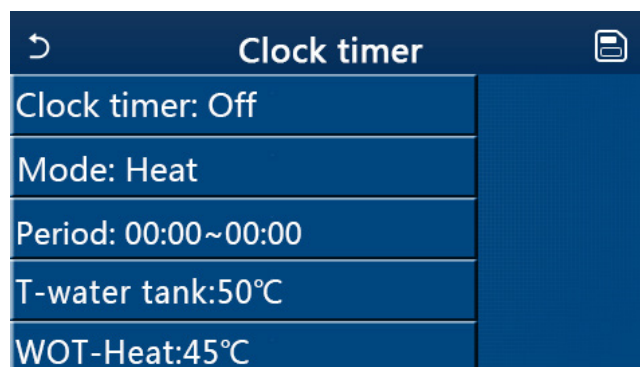 Clock timer
Clock timer: Off
Mode: Heat
Period: 00:00~00:00
T-water tank:50℃
WOT-Heat:45℃